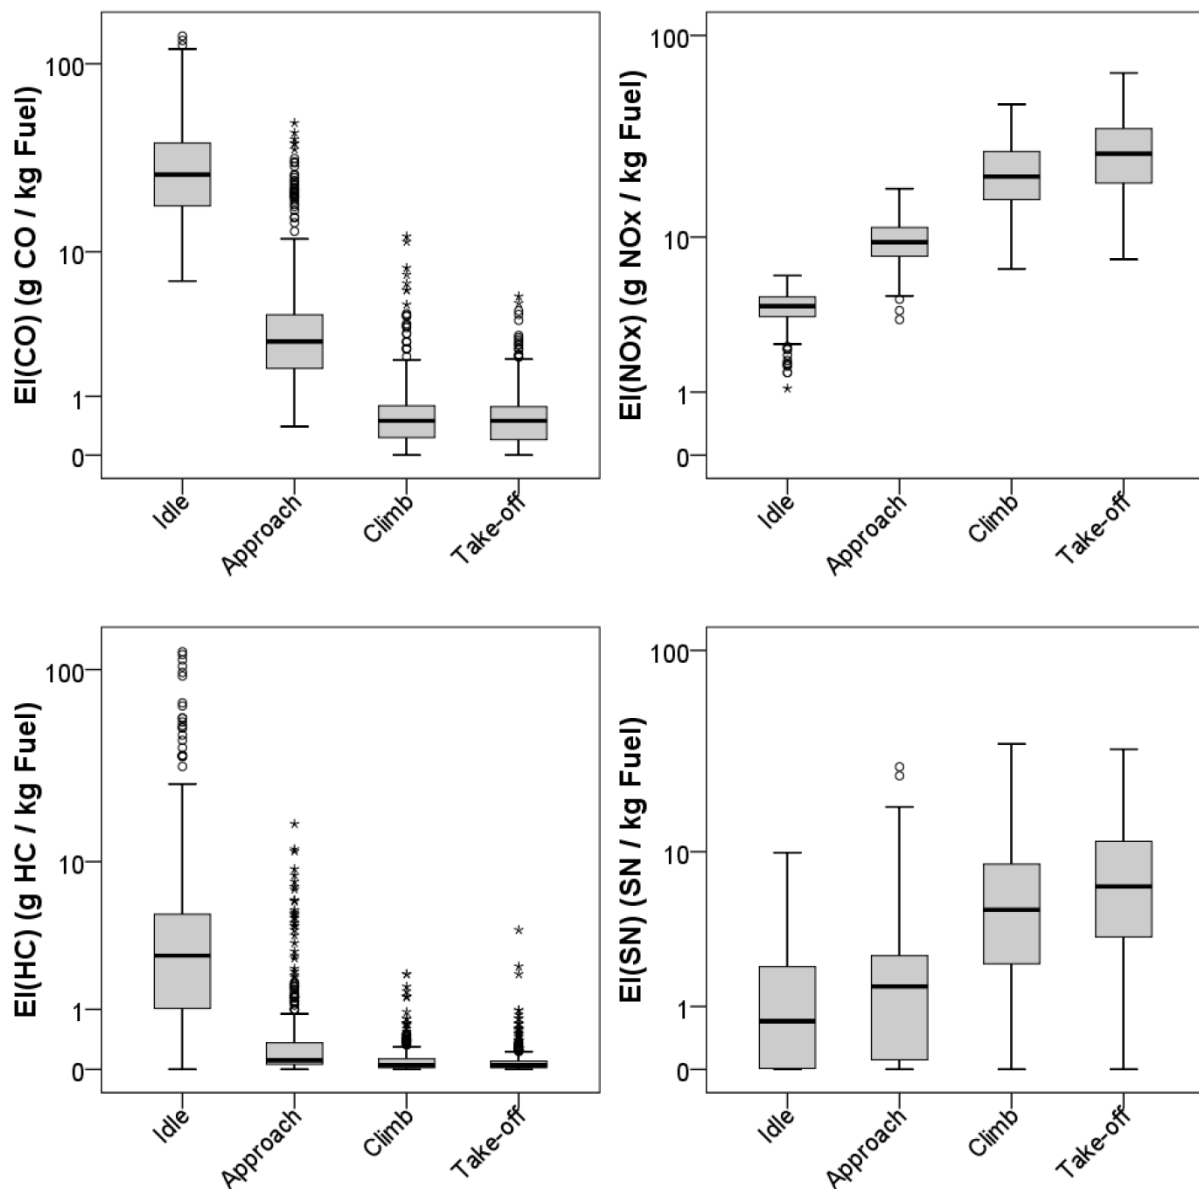 EI(CO) (g CO / kg Fuel)
100
10
1
0
Idle
Approach
Climb
Take-off
EI(NOx) (g NOx / kg Fuel)
100
10
1
0
Idle
Approach
Climb
Take-off
EI(HC) (g HC / kg Fuel)
100
10
1
0
Idle
Approach
Climb
Take-off
EI(SN) (SN / kg Fuel)
100
10
1
0
Idle
Approach
Climb
Take-off